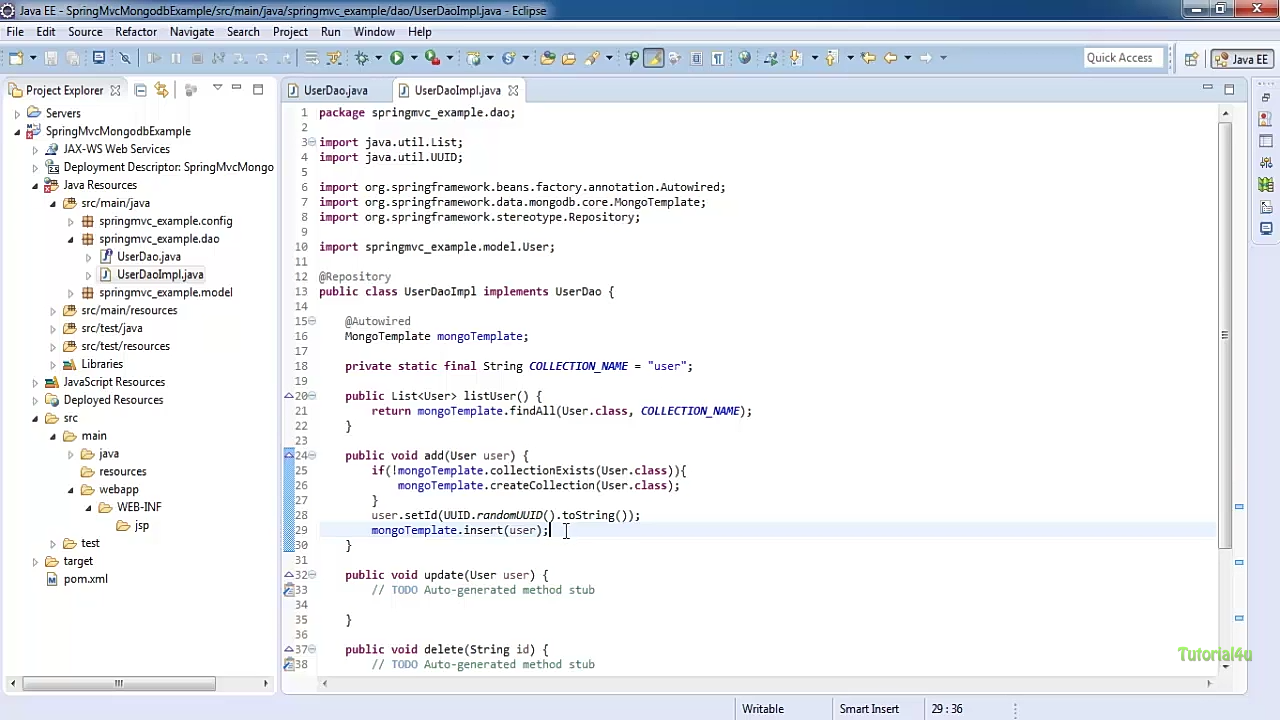 Java EE - SpringMvcMongodbExample/src/main/java/springmvc_example/dao/UserDaoImpl.java - Eclipse
File Edit Source Refactor Navigate Search Project Run Window Help
Quick Access
Java EE
Project Explorer
Servers
SpringMvcMongodbExample
JAX-WS Web Services
Deployment Descriptor: SpringMvcMongo
Java Resources
src/main/java
springmvc_example.config
springmvc_example.dao
UserDao.java
UserDaoImpl.java
springmvc_example.model
src/main/resources
src/test/java
src/test/resources
Libraries
JavaScript Resources
Deployed Resources
src
main
java
resources
webapp
WEB-INF
jsp
test
target
pom.xml
UserDao.java
UserDaoImpl.java
1 package springmvc_example.dao;
2
3 import java.util.List;
4 import java.util.UUID;
5
6 import org.springframework.beans.factory.annotation.Autowired;
7 import org.springframework.data.mongodb.core.MongoTemplate;
8 import org.springframework.stereotype.Repository;
9
10 import springmvc_example.model.User;
11
12 @Repository
13 public class UserDaoImpl implements UserDao {
14
15 @Autowired
16 MongoTemplate mongoTemplate;
17
18 private static final String COLLECTION_NAME = "user";
19
20 public List<User> listUser() {
21 return mongoTemplate.findAll(User.class, COLLECTION_NAME);
22 }
23
24 public void add(User user) {
25 if(!mongoTemplate.collectionExists(User.class)){
26 mongoTemplate.createCollection(User.class);
27 }
28 user.setId(UUID.randomUUID().toString());
29 mongoTemplate.insert(user);
30 }
31
32 public void update(User user) {
33 // TODO Auto-generated method stub
34
35 }
36
37 public void delete(String id) {
38 // TODO Auto-generated method stub
Tutorial4u
Writable
Smart Insert
29 : 36